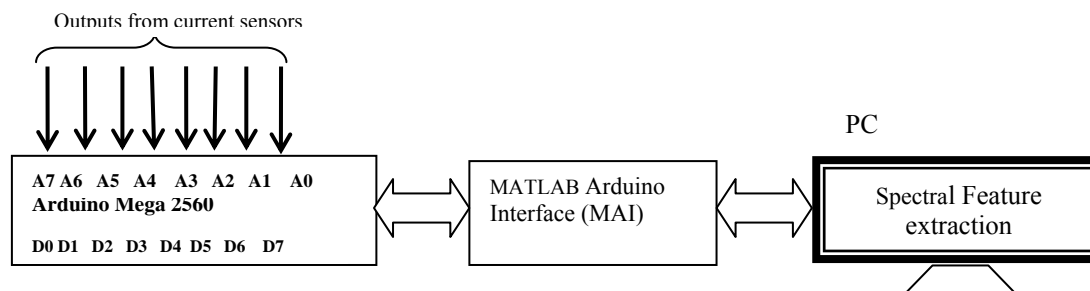 Outputs from current sensors
PC
A7 A6 A5 A4 A3 A2 A1 A0
Arduino Mega 2560
D0 D1 D2 D3 D4 D5 D6 D7
MATLAB Arduino
Interface (MAI)
Spectral Feature
extraction